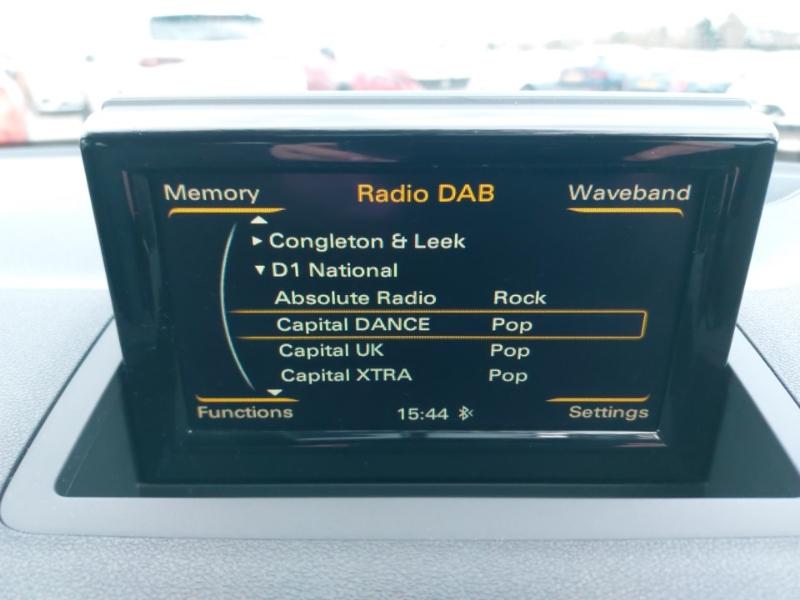 Memory Radio DAB Waveband
Congleton & Leek
D1 National
Absolute Radio Rock
Capital DANCE Pop
Capital UK Pop
Capital XTRA Pop
Functions 15:44 Settings